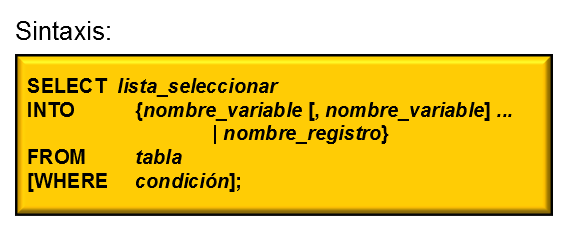 Sintaxis:
SELECT lista_seleccionar
INTO {nombre_variable [, nombre_variable] ...
| nombre_registro}
FROM tabla
[WHERE condición];